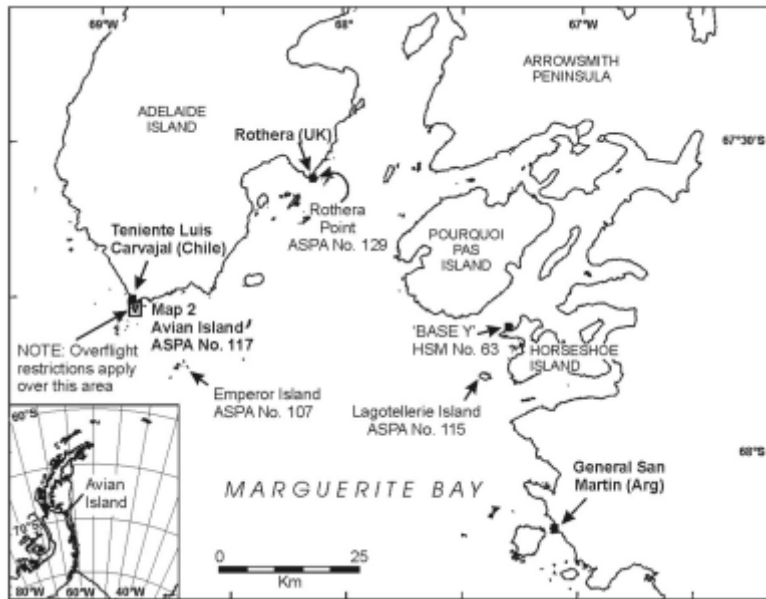 69°W
68°
67°W
ARROWSMITH
PENINSULA
ADELAIDE
ISLAND
Rothera (UK)
67°30'S
Rothera
Point
ASPA No. 129
Teniente Luis
Carvajal (Chile)
POURQUOI
PAS
ISLAND
Map 2
Avian Island
ASPA No. 117
'BASE Y'
HSM No. 63
HORSESHOE
ISLAND
NOTE: Overflight
restrictions apply
over this area
Emperor Island
ASPA No. 107
Lagotellerie Island
ASPA No. 115
60°S
68°S
General San
Martin (Arg)
MARGUERITE BAY
Avian
Island
70°S
0
25
Km
80°W
60°W
40°W